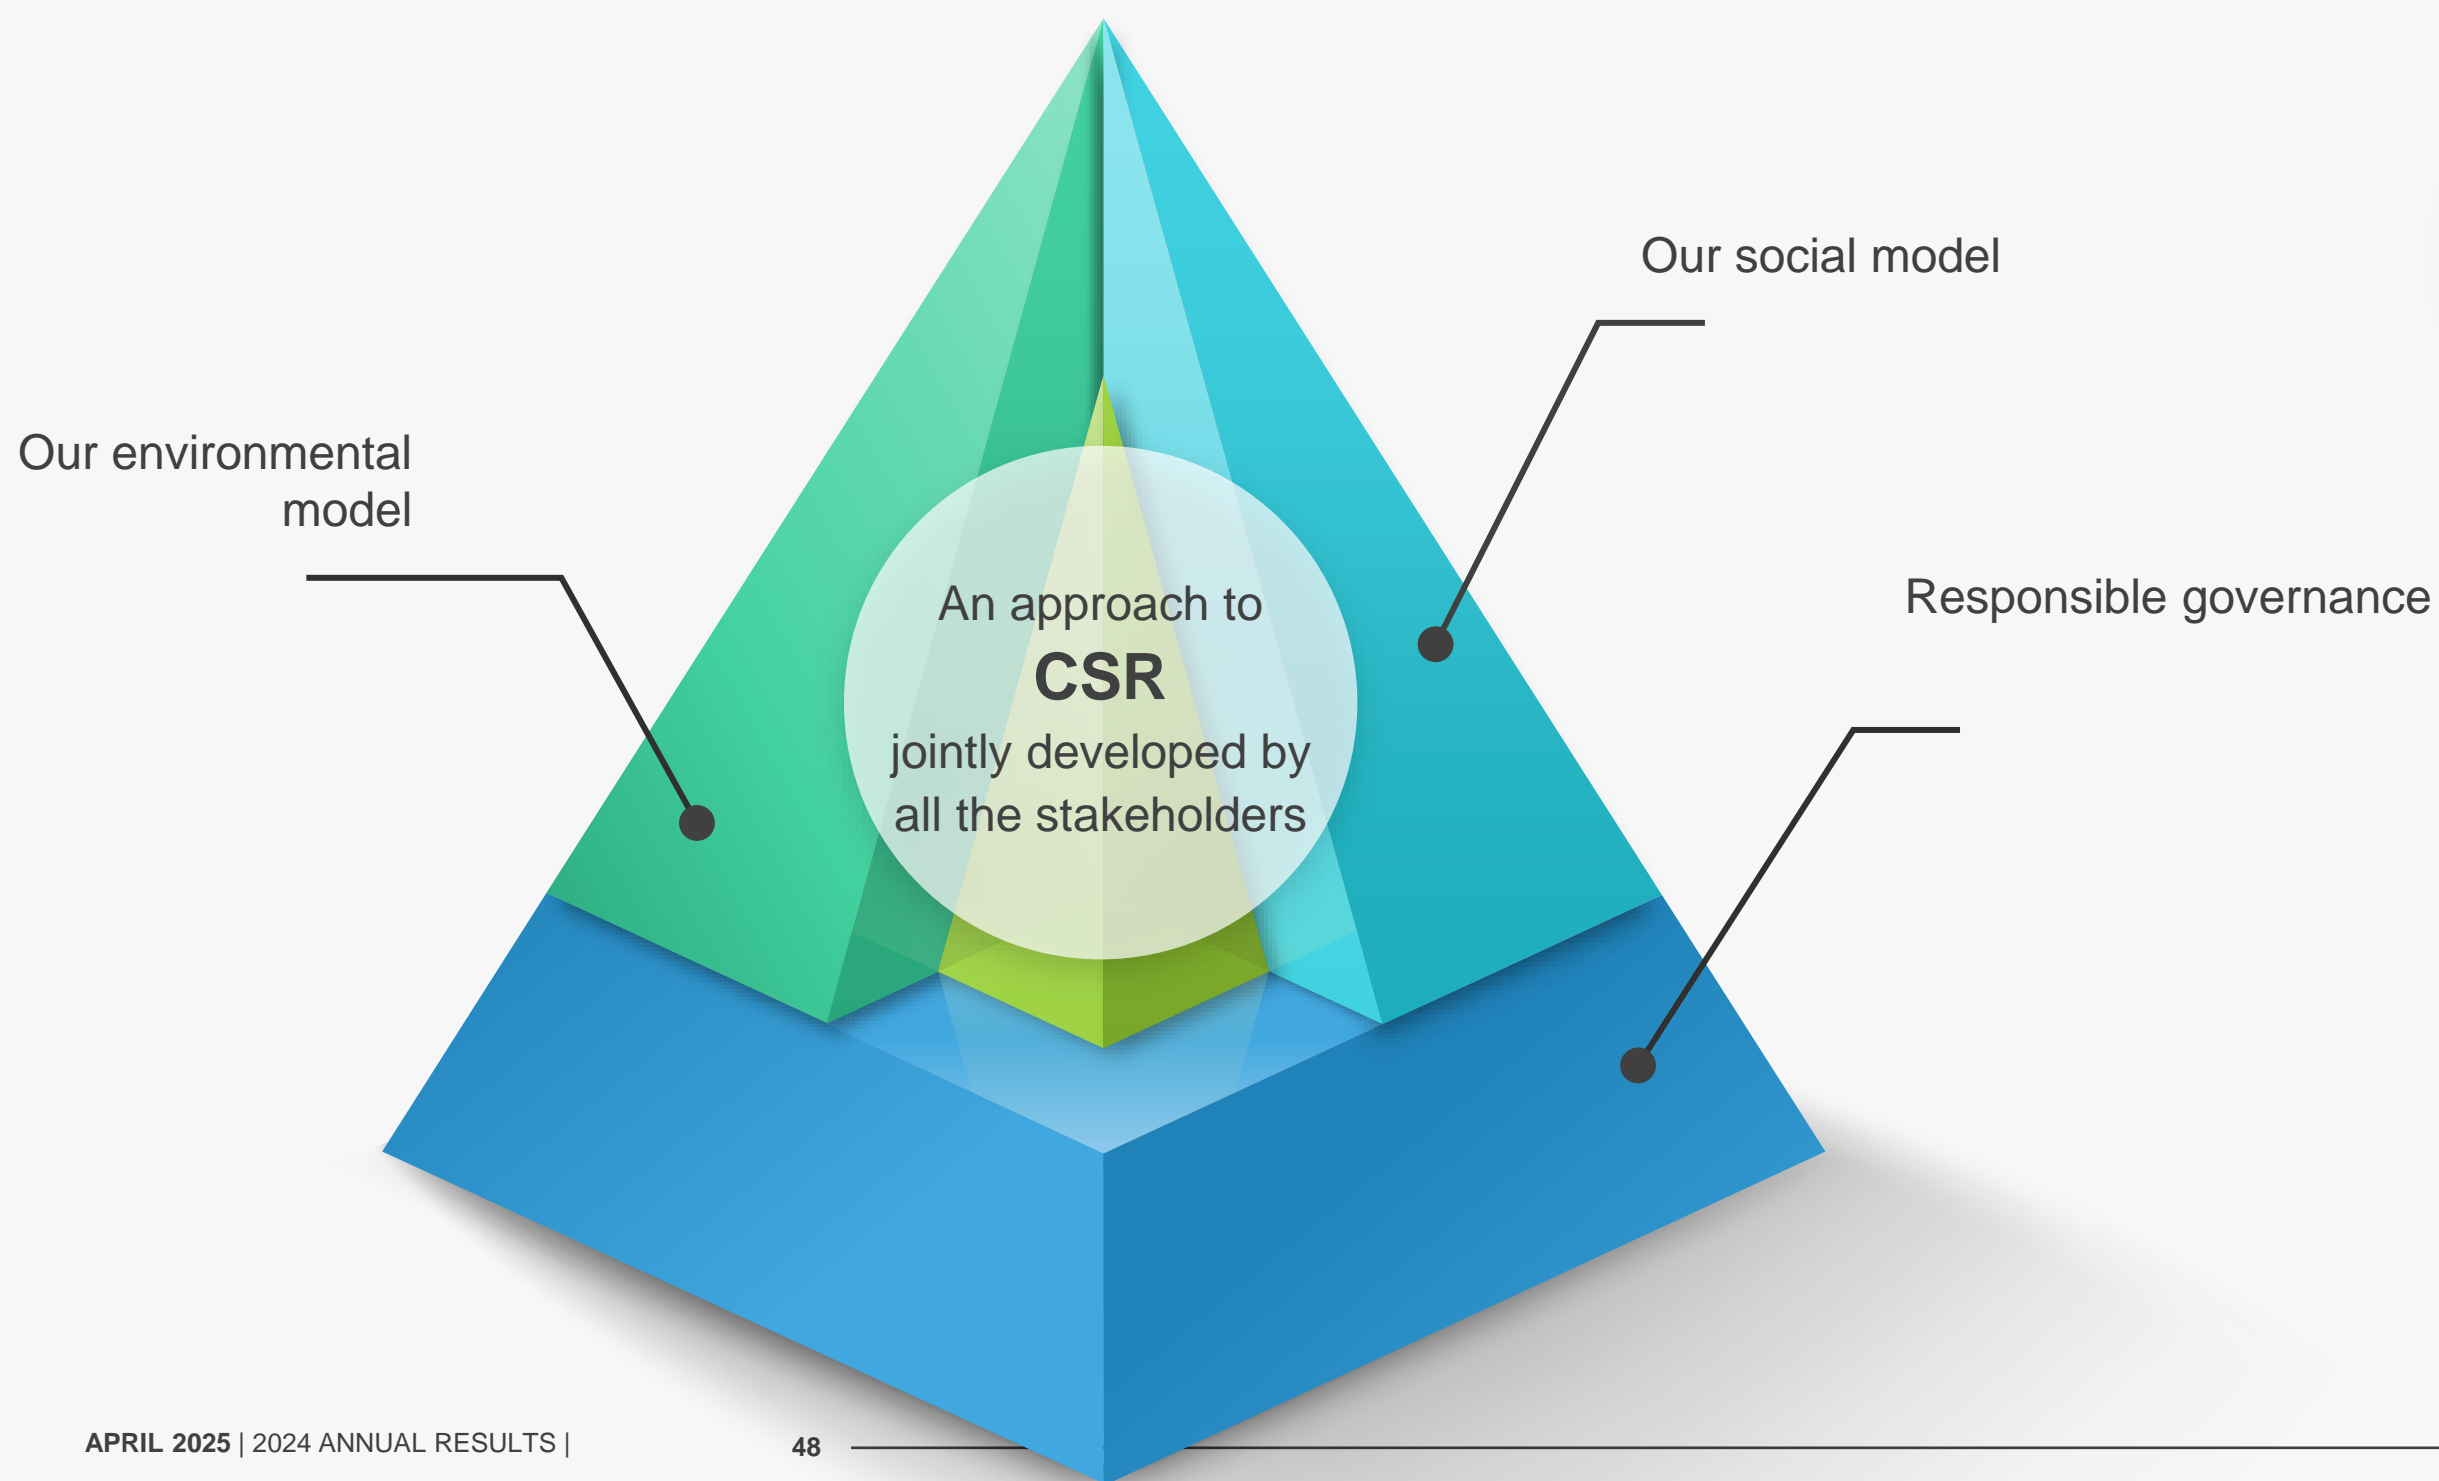 Our social model
Our environmental
model
Responsible governance
An approach to
CSR
jointly developed by
all the stakeholders
APRIL 2025 | 2024 ANNUAL RESULTS |
48